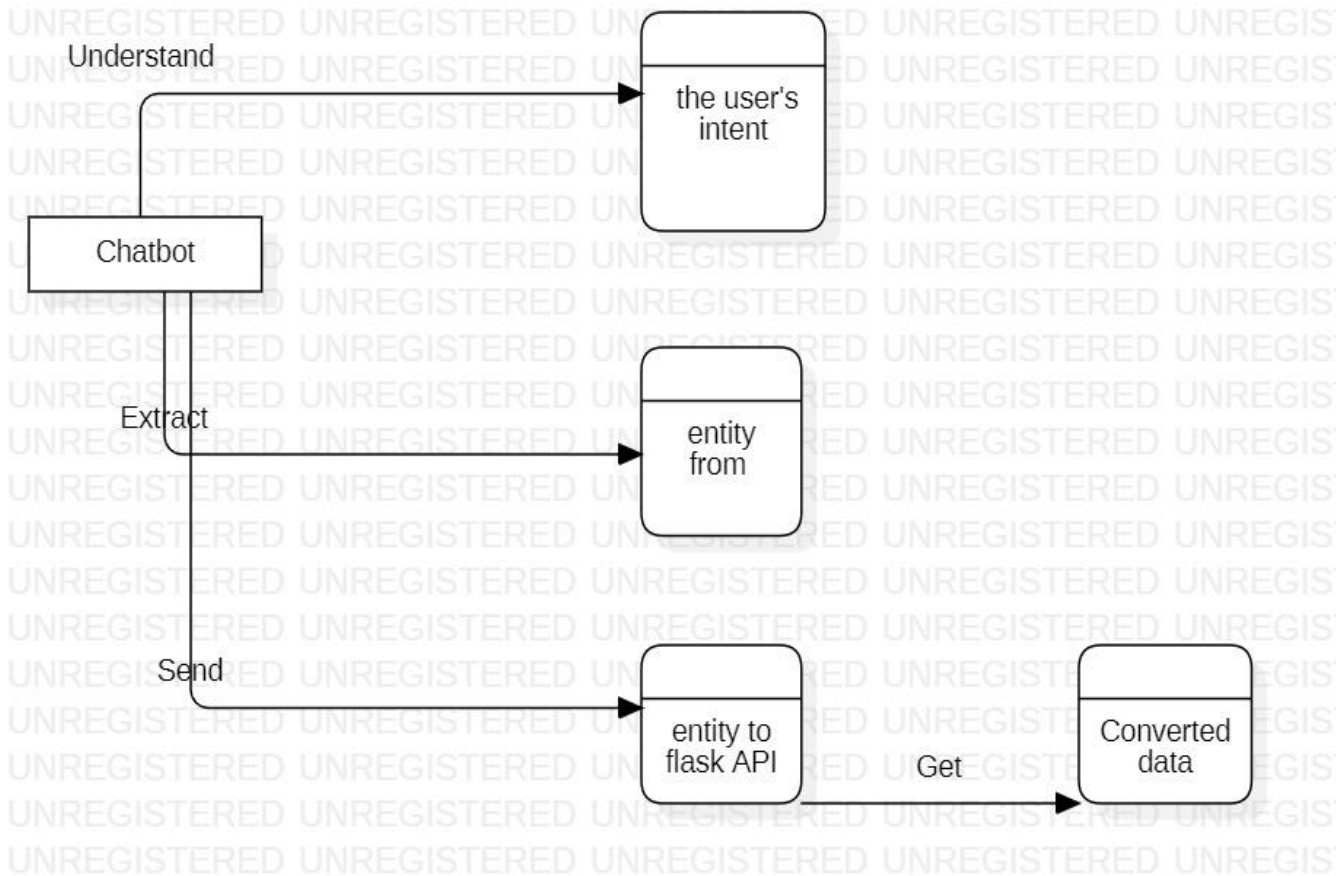 Understand
the user's
intent
Chatbot
Extract
entity
from
Send
entity to
flask API
Get
Converted
data
UNREGISTERED